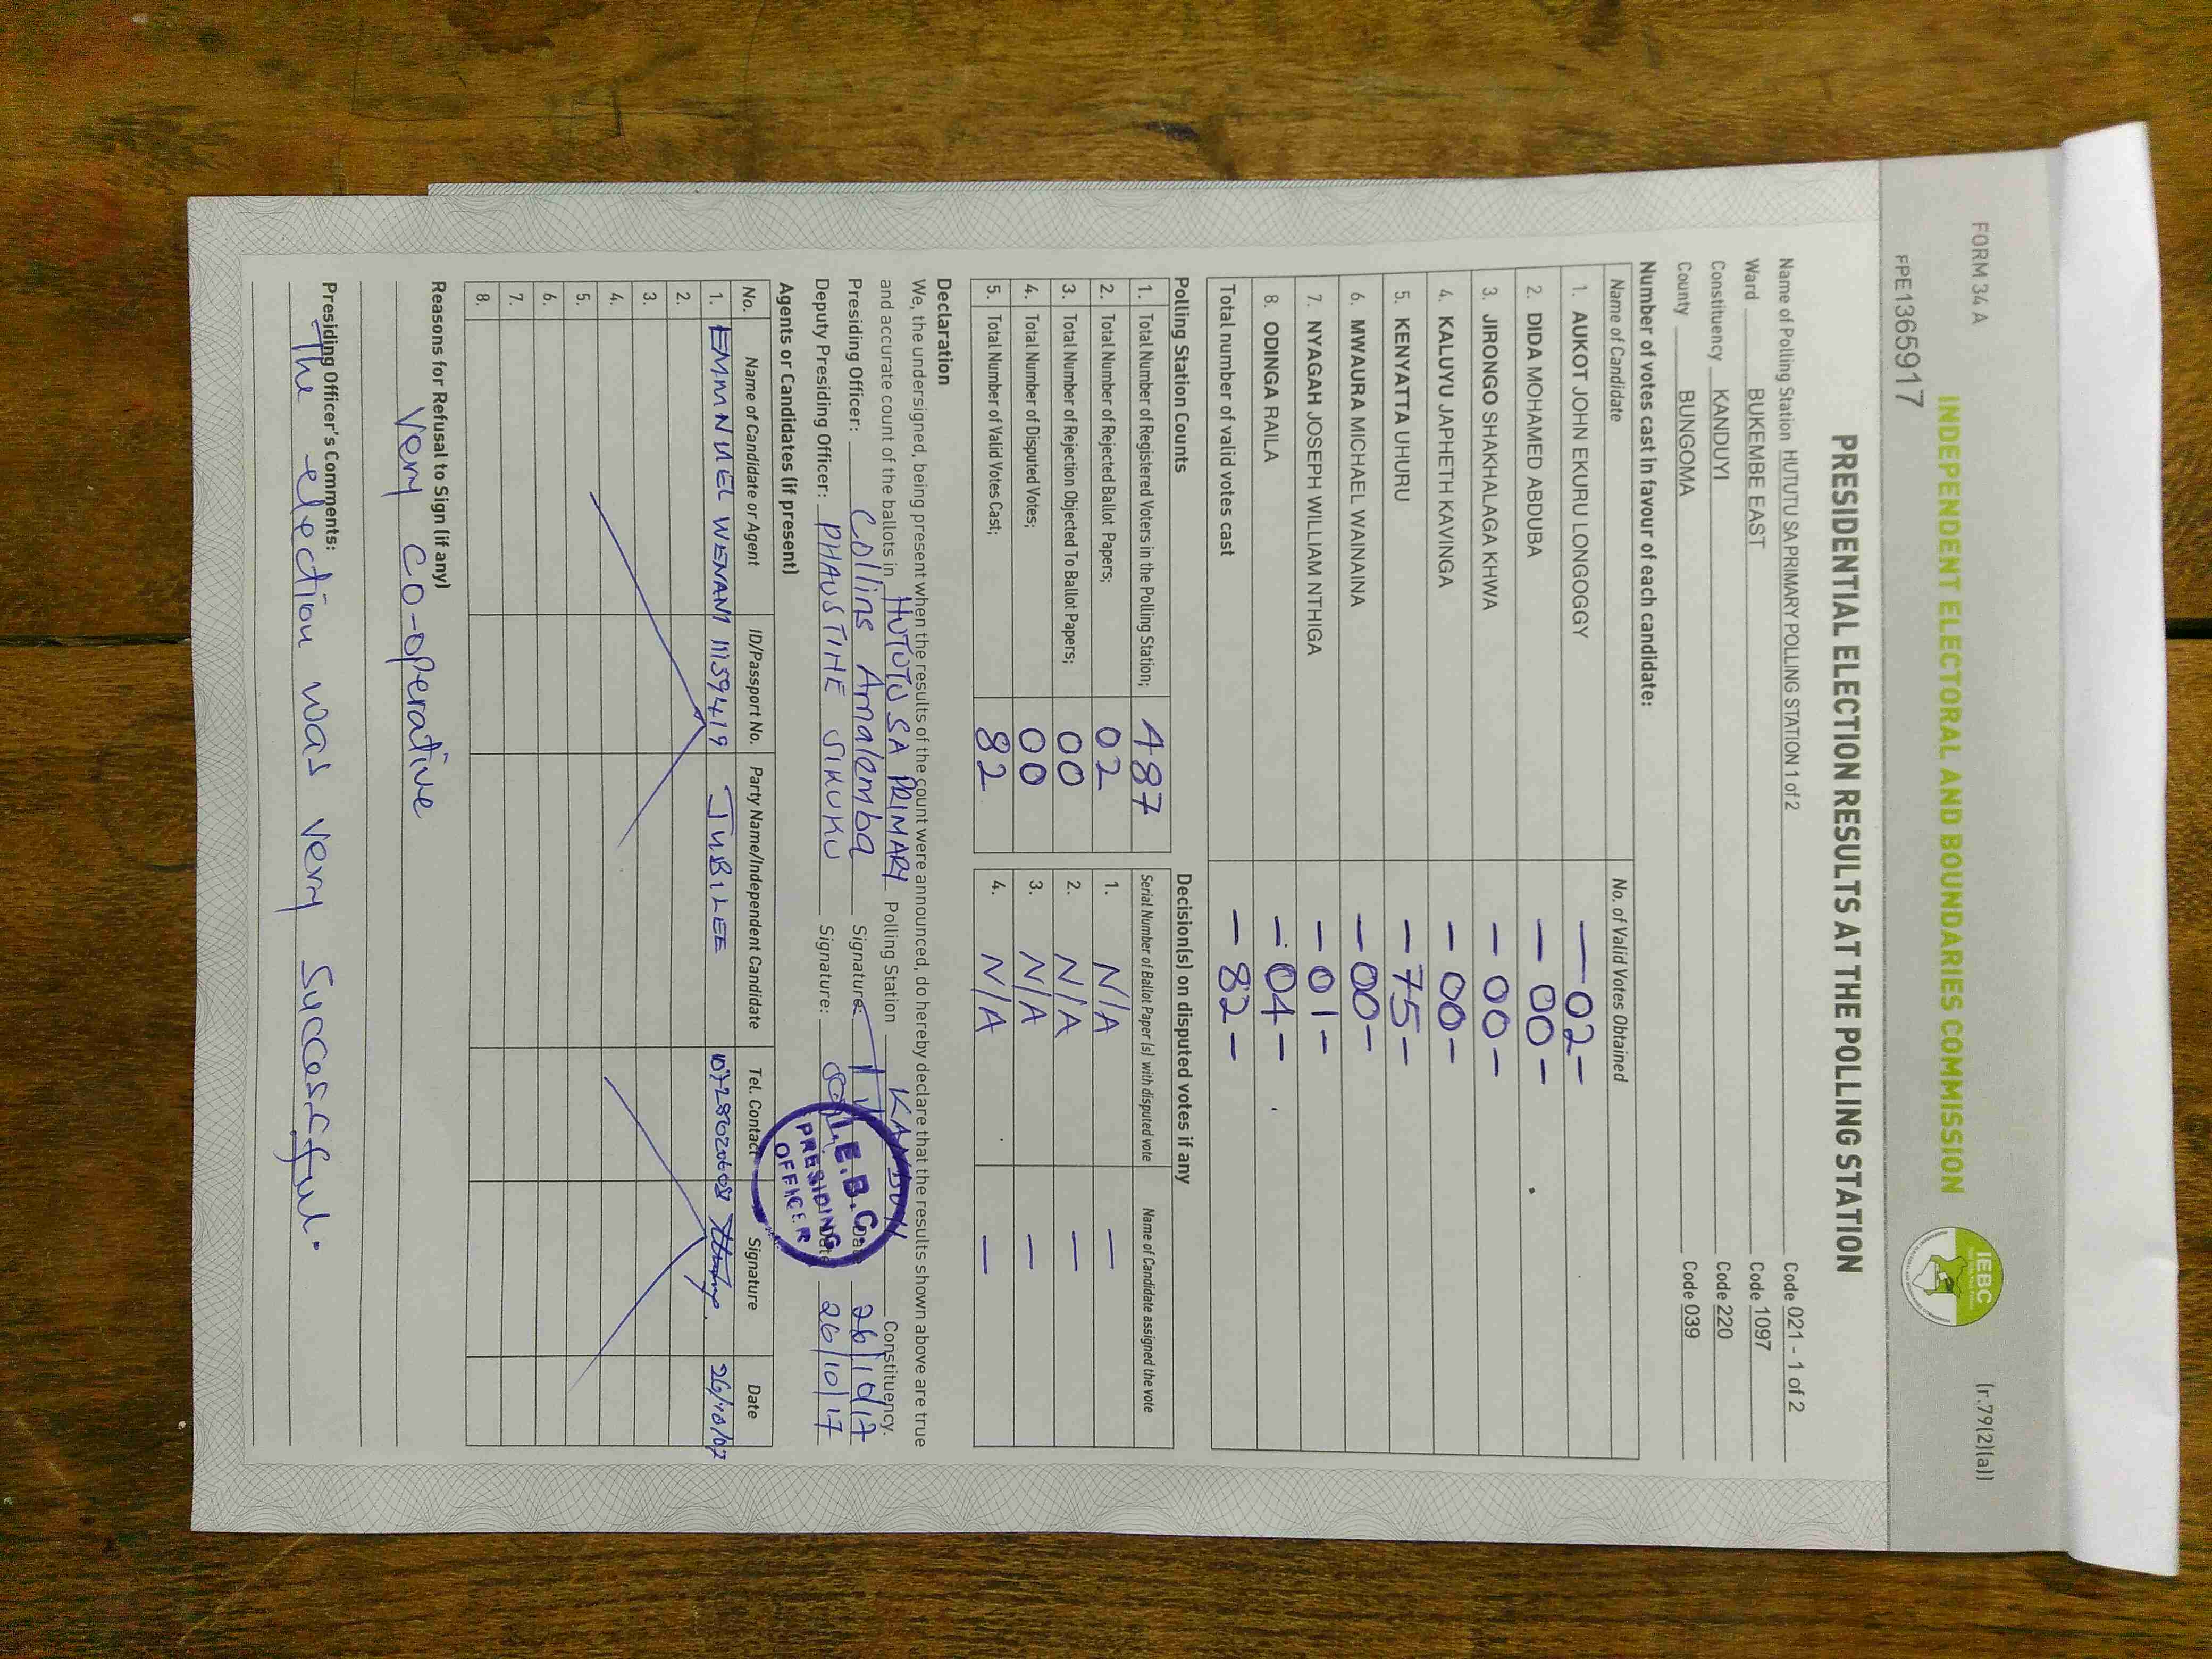 FORM 34 A
(r.79(2)(a))
INDEPENDENT ELECTORAL AND BOUNDARIES COMMISSION
IEBC
FPE1365917
PRESIDENTIAL ELECTION RESULTS AT THE POLLING STATION
Name of Polling Station HUTUTU SA PRIMARY POLLING STATION 1 of 2 Code 021 - 1 of 2
Ward BUKEMBE EAST Code 1097
Constituency KANDUYI Code 220
County BUNGOMA Code 039
Number of votes cast in favour of each candidate:
Name of Candidate No. of Valid Votes Obtained
1. AUKOT JOHN EKURU LONGOGGY — 02 -
2. DIDA MOHAMED ABDUBA — 00 -
3. JIRONGO SHAKHALAGA KHWA - 00 -
4. KALUYU JAPHETH KAVINGA - 00 -
5. KENYATTA UHURU - 75 -
6. MWAURA MICHAEL WAINAINA - 00 -
7. NYAGAH JOSEPH WILLIAM NTHIGA - 01 -
8. ODINGA RAILA - 04 -
Total number of valid votes cast - 82 -
Polling Station Counts
1. Total Number of Registered Voters in the Polling Station; 487
2. Total Number of Rejected Ballot Papers; 02
3. Total Number of Rejection Objected To Ballot Papers; 00
4. Total Number of Disputed Votes; 00
5. Total Number of Valid Votes Cast; 82
Decision(s) on disputed votes if any
Serial Number of Ballot Paper (s) with disputed vote Name of Candidate assigned the vote
1. N/A —
2. N/A —
3. N/A —
4. N/A —
Declaration
We, the undersigned, being present when the results of the count were announced, do hereby declare that the results shown above are true
and accurate count of the ballots in HUTUTU SA PRIMARY Polling Station KANDUYI Constituency.
Presiding Officer: Collins Amalemba Signature: Date 26/10/17
Deputy Presiding Officer: PHAUSTINE SIKUKU Signature: Date 26/10/17
I.E.B.C.
PRESIDING
OFFICER
Agents or Candidates (if present)
No. Name of Candidate or Agent ID/Passport No. Party Name/Independent Candidate Tel. Contact Signature Date
1. EMMNUEL WENANI 11159419 JUBILEE
2.
3.
4.
5.
6.
7.
8.
Reasons for Refusal to Sign (if any)
Very co-operative
Presiding Officer's Comments:
The election was very successful.